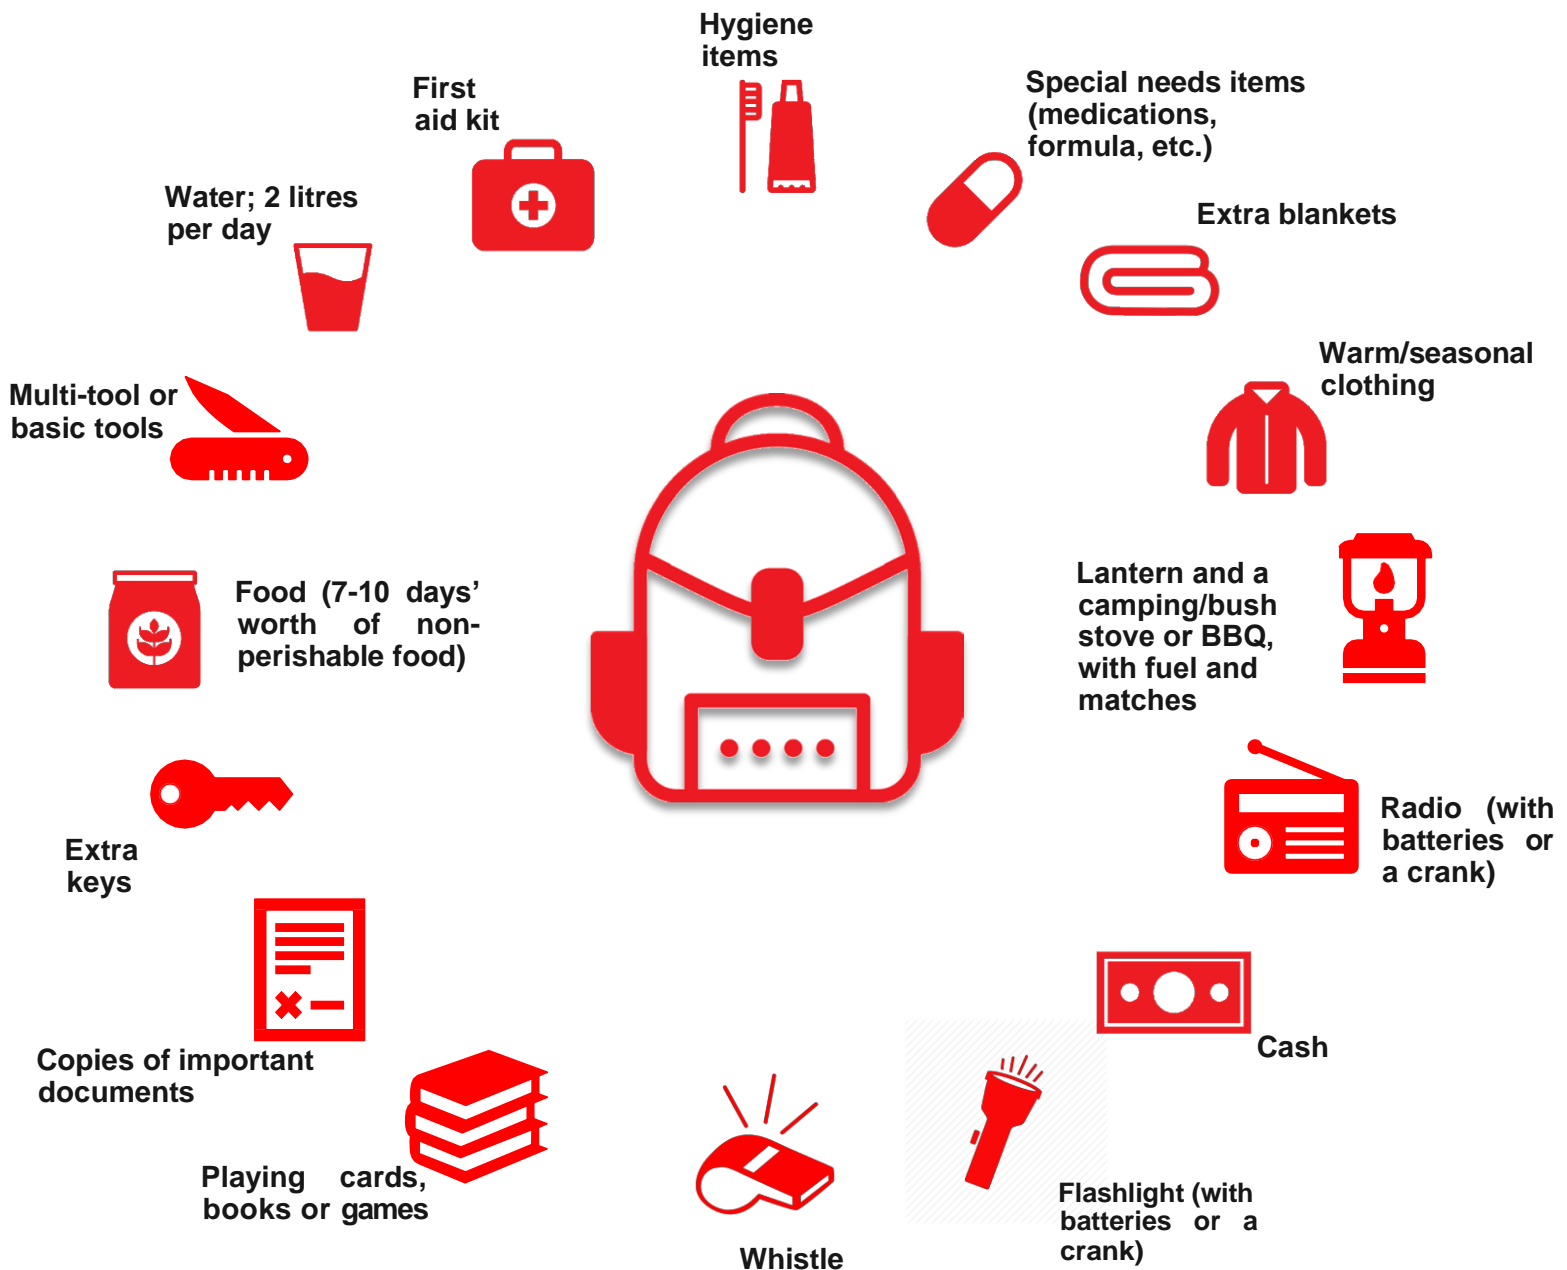 Hygiene
items
First
aid kit
Special needs items
(medications,
formula, etc.)
Water; 2 litres
per day
Extra blankets
Warm/seasonal
clothing
Multi-tool or
basic tools
Lantern and a
camping/bush
stove or BBQ,
with fuel and
matches
Food (7-10 days’
worth of non-
perishable food)
Radio (with
batteries or
a crank)
Extra
keys
Cash
Copies of important
documents
Playing cards,
books or games
Flashlight (with
batteries or a
crank)
Whistle